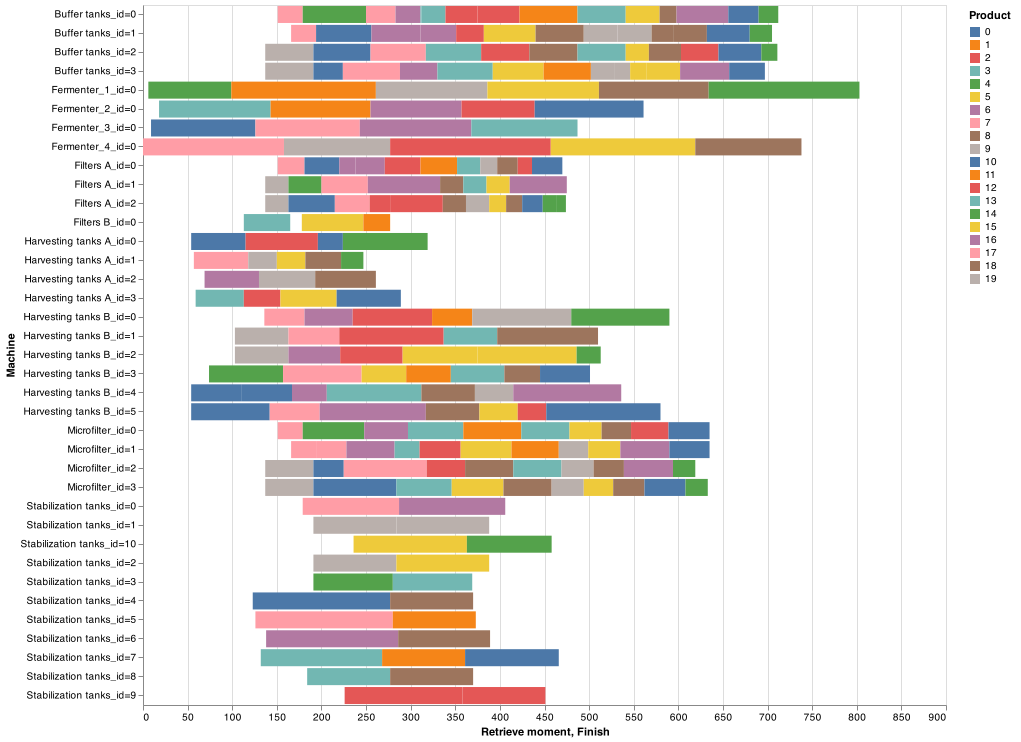 Buffer tanks_id=0
Buffer tanks_id=1
Buffer tanks_id=2
Buffer tanks_id=3
Fermenter_1_id=0
Fermenter_2_id=0
Fermenter_3_id=0
Fermenter_4_id=0
Filters A_id=0
Filters A_id=1
Filters A_id=2
Filters B_id=0
Harvesting tanks A_id=0
Harvesting tanks A_id=1
Harvesting tanks A_id=2
Harvesting tanks A_id=3
Harvesting tanks B_id=0
Harvesting tanks B_id=1
Harvesting tanks B_id=2
Harvesting tanks B_id=3
Harvesting tanks B_id=4
Harvesting tanks B_id=5
Microfilter_id=0
Microfilter_id=1
Microfilter_id=2
Microfilter_id=3
Stabilization tanks_id=0
Stabilization tanks_id=1
Stabilization tanks_id=10
Stabilization tanks_id=2
Stabilization tanks_id=3
Stabilization tanks_id=4
Stabilization tanks_id=5
Stabilization tanks_id=6
Stabilization tanks_id=7
Stabilization tanks_id=8
Stabilization tanks_id=9
Machine
0 50 100 150 200 250 300 350 400 450 500 550 600 650 700 750 800 850 900
Retrieve moment, Finish
Product
0
1
2
3
4
5
6
7
8
9
10
11
12
13
14
15
16
17
18
19